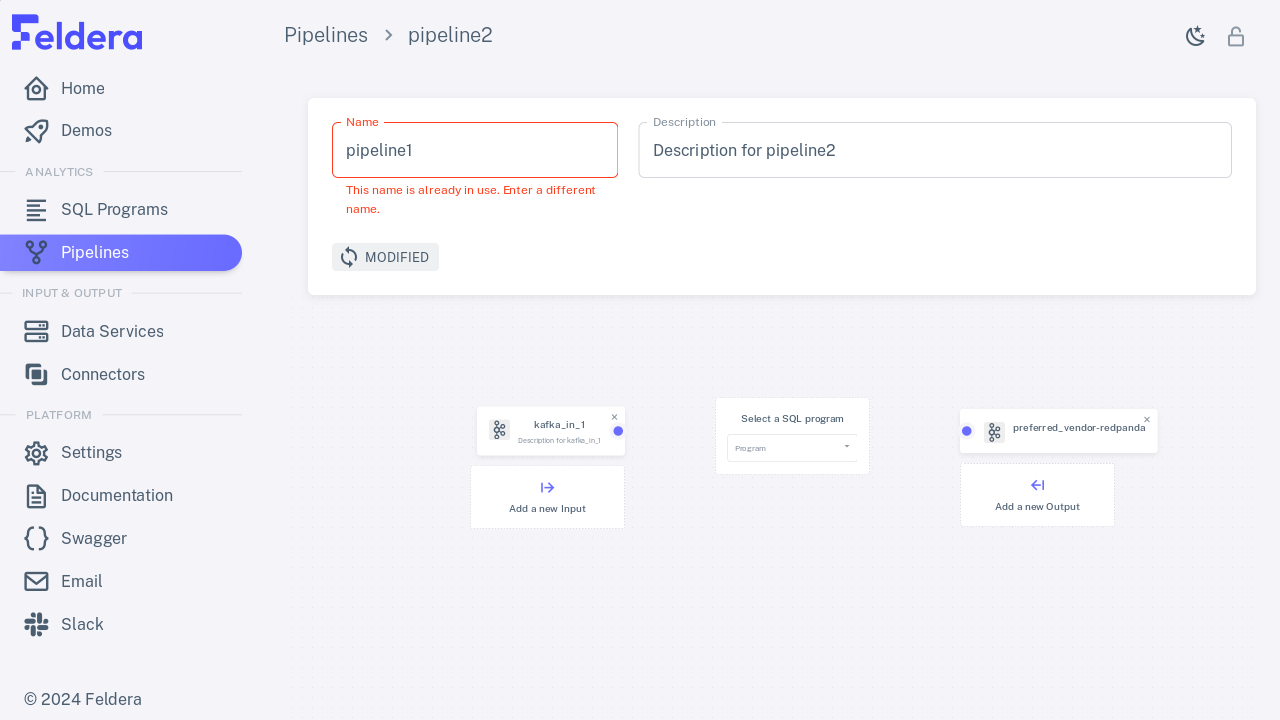 Feldera
Pipelines
pipeline2
Home
Demos
ANALYTICS
SQL Programs
Pipelines
INPUT & OUTPUT
Data Services
Connectors
PLATFORM
Settings
Documentation
Swagger
Email
Slack
© 2024 Feldera
Name
pipeline1
This name is already in use. Enter a different
name.
Description
Description for pipeline2
MODIFIED
kafka_in_1
Description for kafka_in_1
Add a new Input
Select a SQL program
Program
preferred_vendor-redpanda
Add a new Output